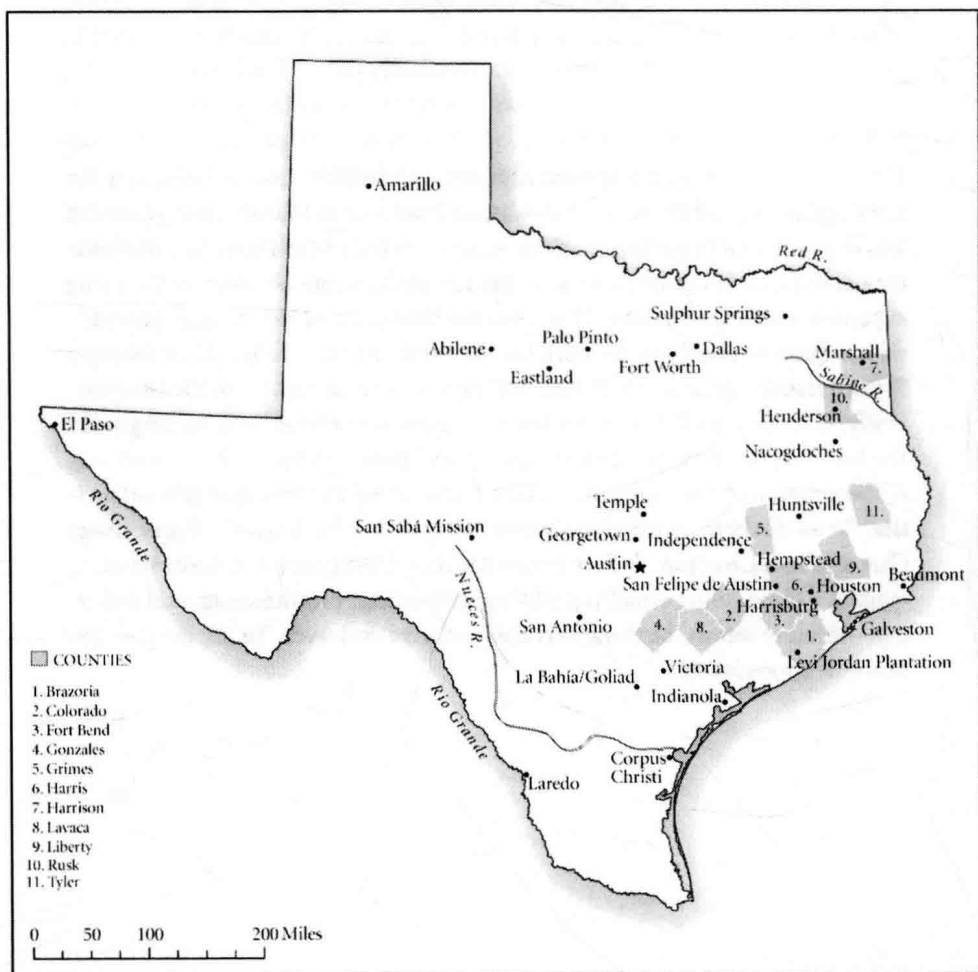 Amarillo
Red R.
Sulphur Springs
Abilene
Palo Pinto
Dallas
Marshall
7.
Eastland
Fort Worth
Sabine R.
10.
Henderson
El Paso
Nacogdoches
Rio Grande
Temple
Huntsville
11.
San Sabá Mission
Georgetown
Independence
5.
Austin
Hempstead
9.
Beaumont
Nueces R.
San Felipe de Austin
6.
Houston
Harrisburg
San Antonio
4.
8.
2.
3.
1.
Galveston
Levi Jordan Plantation
Victoria
La Bahía/Goliad
Indianola
Rio Grande
Corpus
Christi
Laredo
COUNTIES
1. Brazoria
2. Colorado
3. Fort Bend
4. Gonzales
5. Grimes
6. Harris
7. Harrison
8. Lavaca
9. Liberty
10. Rusk
11. Tyler
0 50 100 200 Miles